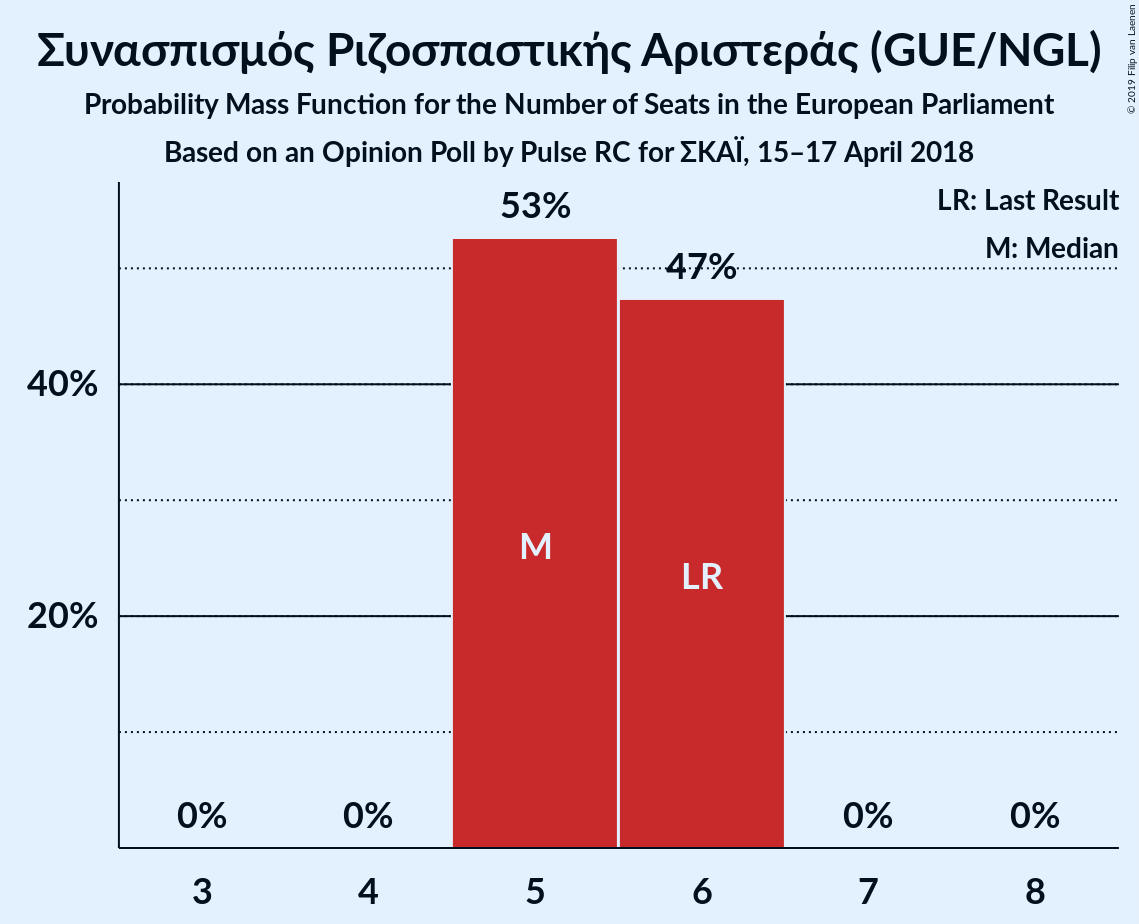 Συνασπισμός Ριζοσπαστικής Αριστεράς (GUE/NGL)
Probability Mass Function for the Number of Seats in the European Parliament
Based on an Opinion Poll by Pulse RC for ΣΚΑΪ, 15–17 April 2018
© 2019 Filip van Laenen
LR: Last Result
M: Median
53%
47%
40%
20%
M
LR
0%
0%
0%
0%
3
4
5
6
7
8